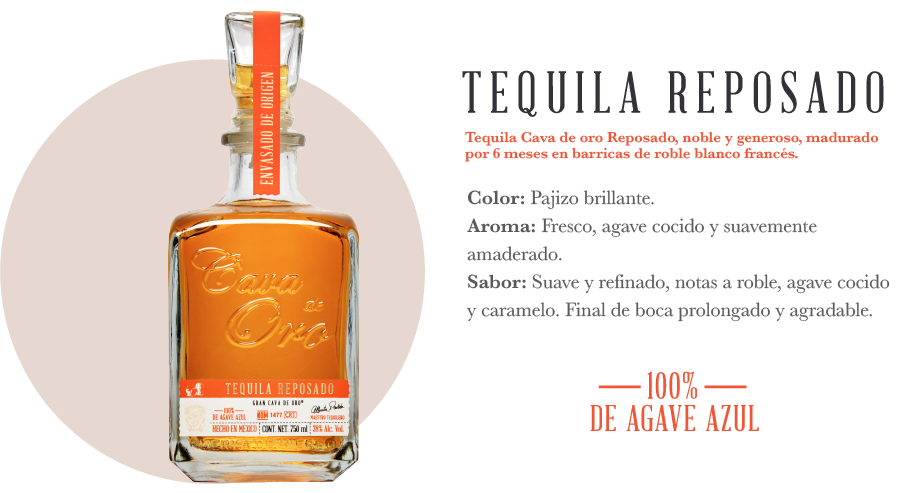 ENVASADO DE ORIGEN
Cava
de
Oro
TEQUILA REPOSADO
GRAN CAVA DE ORO®
100%
DE AGAVE AZUL
NOM 1477 CRT
MAESTRO TEQUILERO
HECHO EN MEXICO
CONT. NET. 750 ml
38% Alc. Vol.
TEQUILA REPOSADO
Tequila Cava de oro Reposado, noble y generoso, madurado
por 6 meses en barricas de roble blanco francés.
Color: Pajizo brillante.
Aroma: Fresco, agave cocido y suavemente
amaderado.
Sabor: Suave y refinado, notas a roble, agave cocido
y caramelo. Final de boca prolongado y agradable.
100%
DE AGAVE AZUL